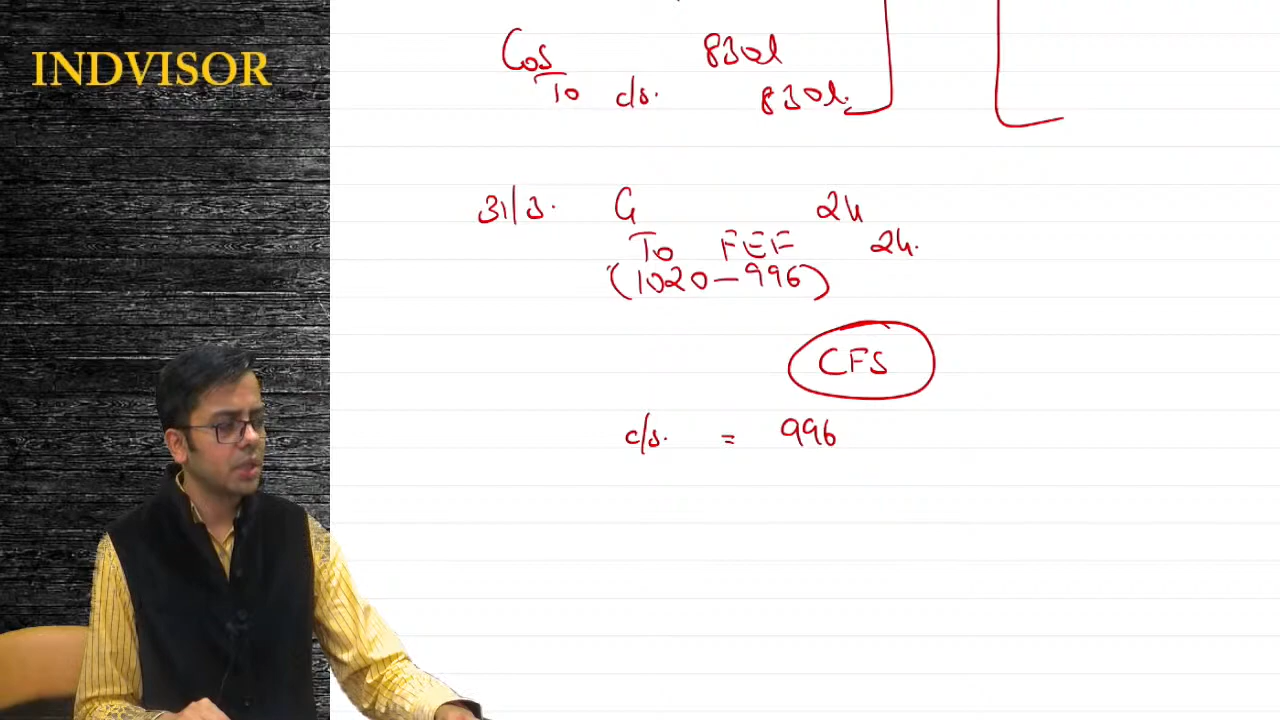 INDVISOR
Cos 830l
To c/s. 830l.
31/3. G 24
To FEF 24.
(1020-996)
CFS
c/s. = 996